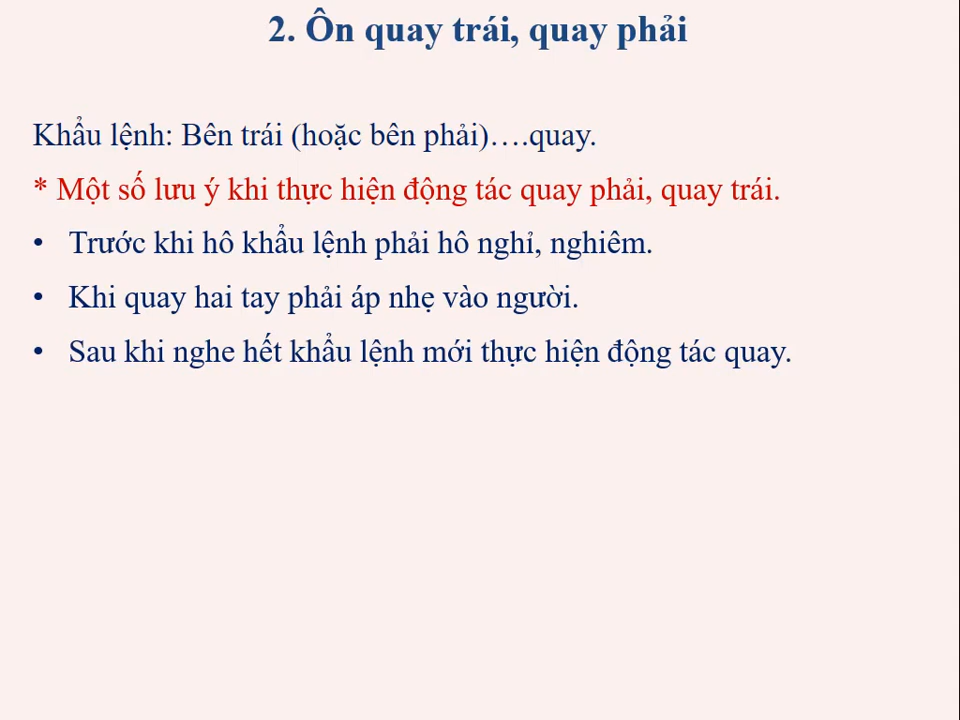 2. Ôn quay trái, quay phải
Khẩu lệnh: Bên trái (hoặc bên phải)….quay.
* Một số lưu ý khi thực hiện động tác quay phải, quay trái.
• Trước khi hô khẩu lệnh phải hô nghỉ, nghiêm.
• Khi quay hai tay phải áp nhẹ vào người.
• Sau khi nghe hết khẩu lệnh mới thực hiện động tác quay.